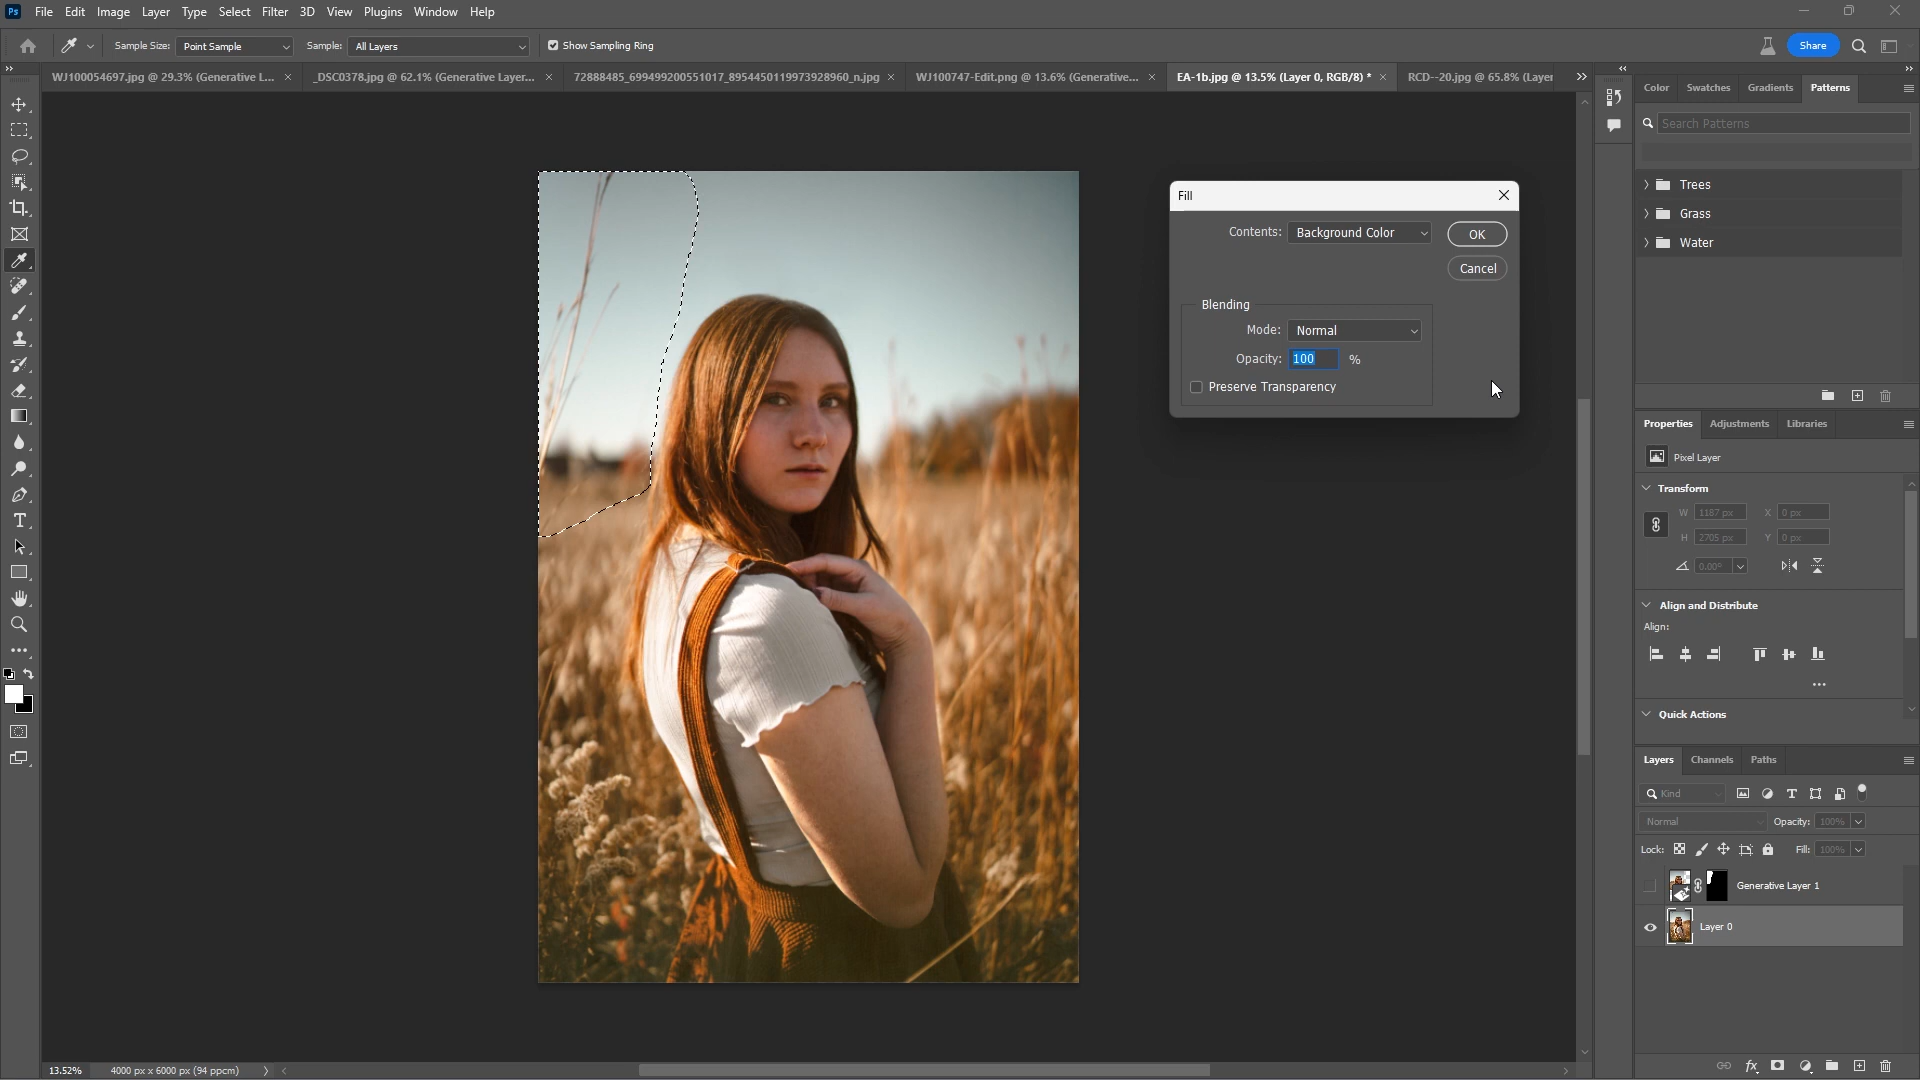 Ps File Edit Image Layer Type Select Filter 3D View Plugins Window Help
Sample Size: Point Sample Sample: All Layers Show Sampling Ring Share
WJ100054697.jpg @ 29.3% (Generative L... × _DSC0378.jpg @ 62.1% (Generative Layer... × 72888485_699499200551017_8954450119973928960_n.jpg × WJ100747-Edit.png @ 13.6% (Generative... × EA-1b.jpg @ 13.5% (Layer 0, RGB/8) * × RCD--20.jpg @ 65.8% (Layer
Color Swatches Gradients Patterns
Search Patterns
Trees
Grass
Water
Fill
Contents: Background Color OK
Cancel
Blending
Mode: Normal
Opacity: 100 %
Preserve Transparency
Properties Adjustments Libraries
Pixel Layer
Transform
W 1187 px X 0 px
H 2705 px Y 0 px
0.00°
Align and Distribute
Align:
Quick Actions
Layers Channels Paths
Kind
Normal Opacity: 100%
Lock: Fill: 100%
Generative Layer 1
Layer 0
13.52% 4000 px x 6000 px (94 ppcm)